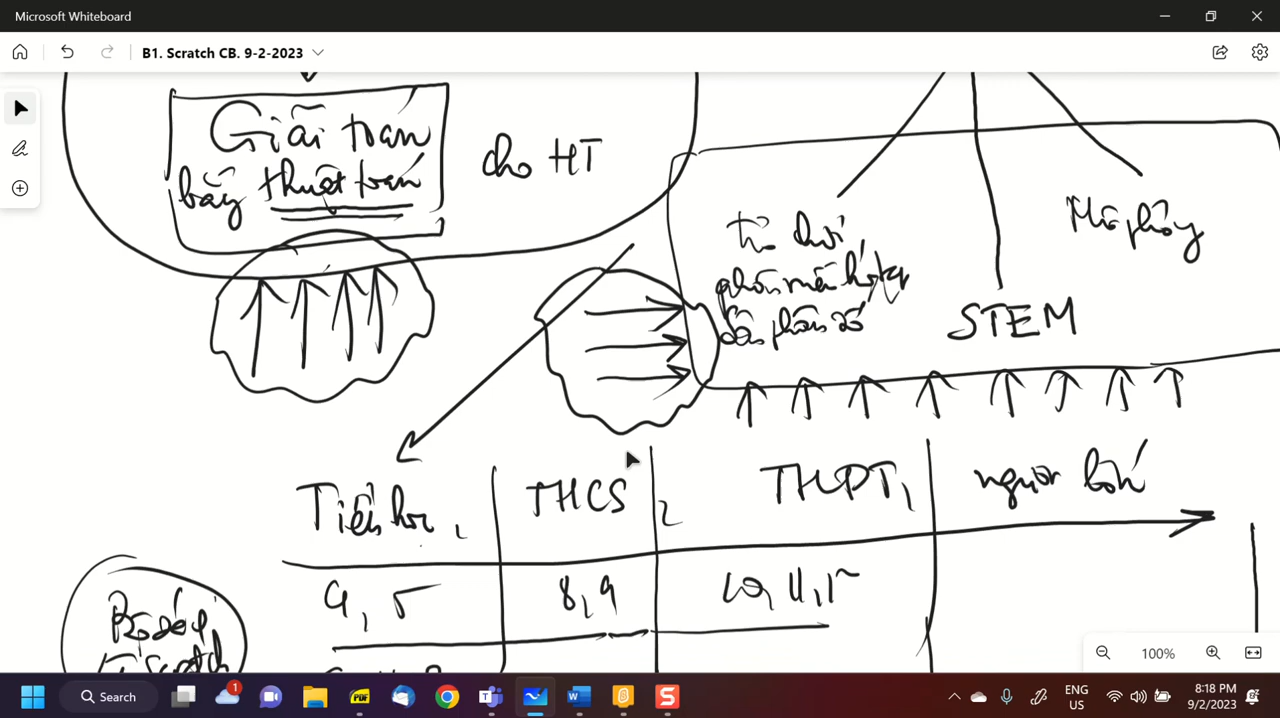 Microsoft Whiteboard
B1. Scratch CB. 9-2-2023
Giải toán
bằng thuật toán
cho HT
Mô phỏng
STEM
Tiểu học
THCS
THPT
người lớn
4, 5
8, 9
10, 11, 12
100%
Search
1
ENG
US
8:18 PM
9/2/2023